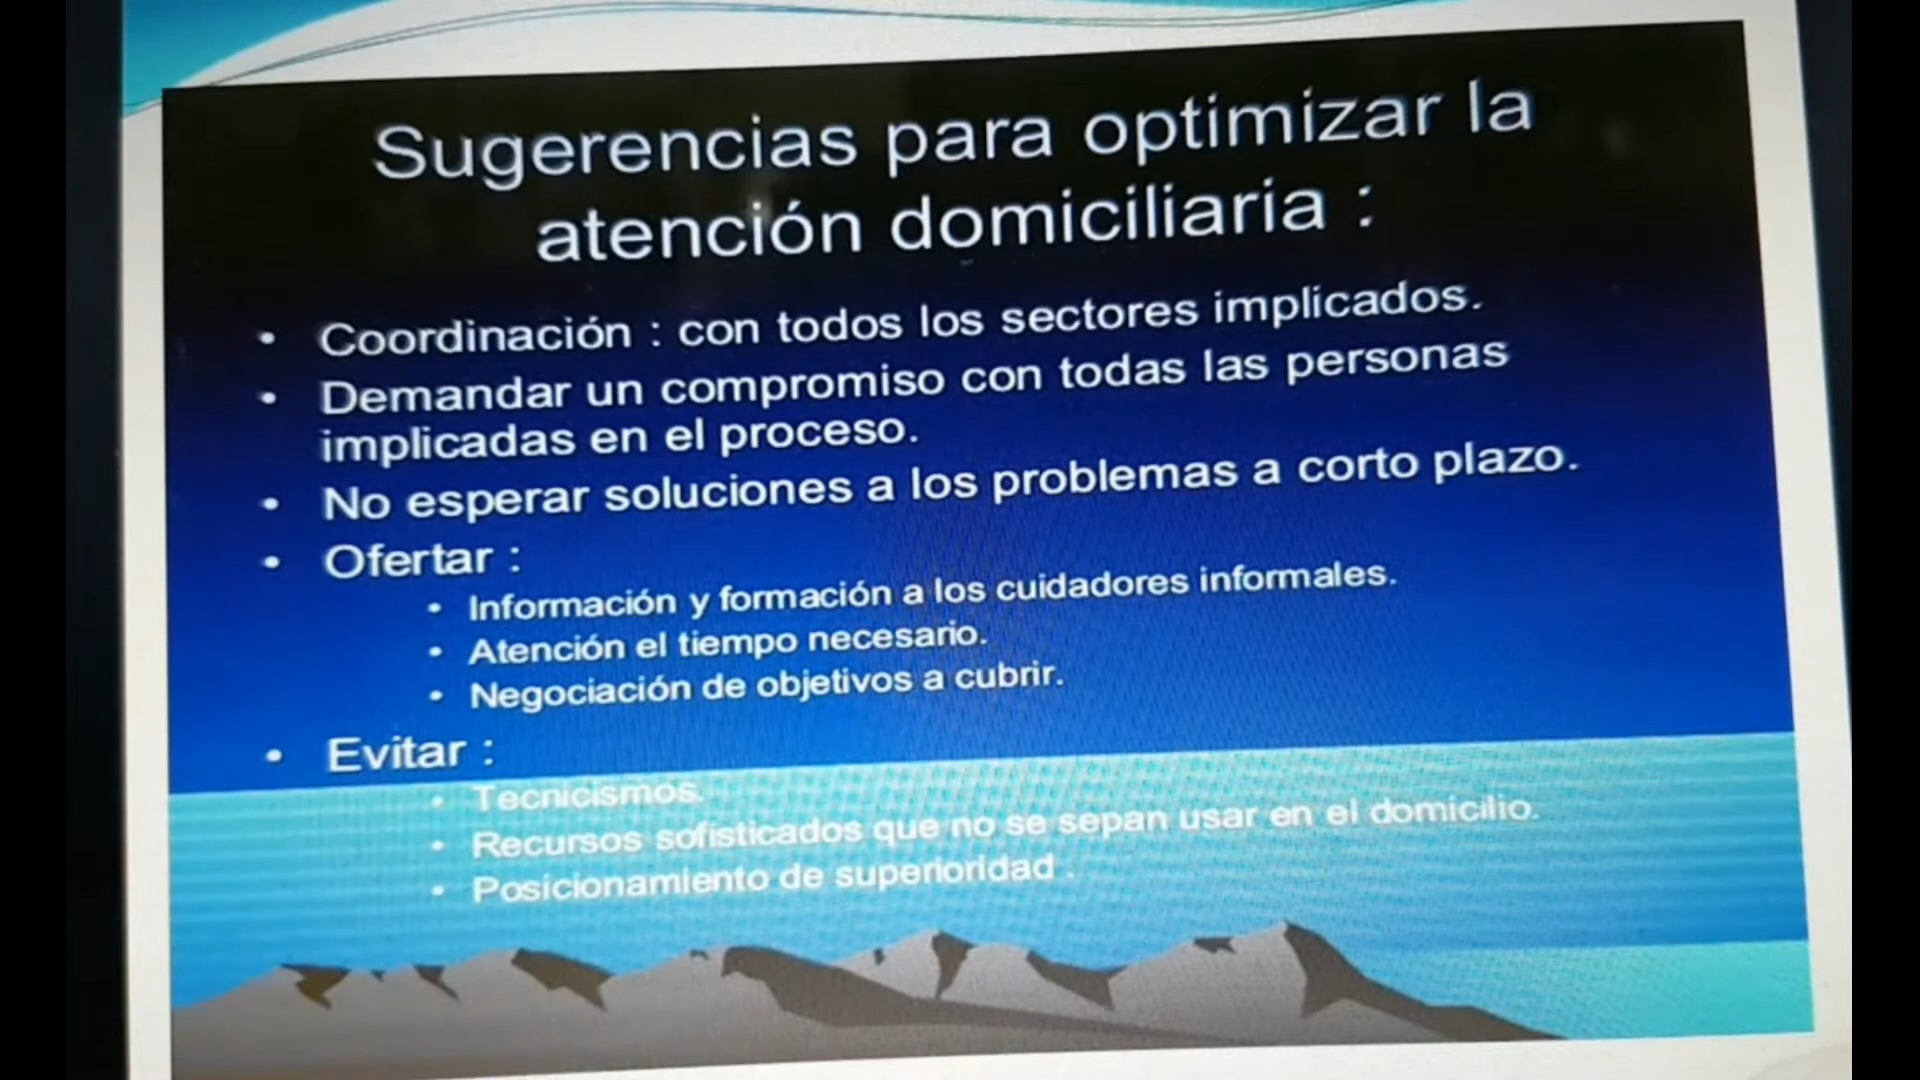 Sugerencias para optimizar la
atención domiciliaria :
• Coordinación : con todos los sectores implicados.
• Demandar un compromiso con todas las personas
implicadas en el proceso.
• No esperar soluciones a los problemas a corto plazo.
• Ofertar :
• Información y formación a los cuidadores informales.
• Atención el tiempo necesario.
• Negociación de objetivos a cubrir.
• Evitar :
• Tecnicismos.
• Recursos sofisticados que no se sepan usar en el domicilio.
• Posicionamiento de superioridad .